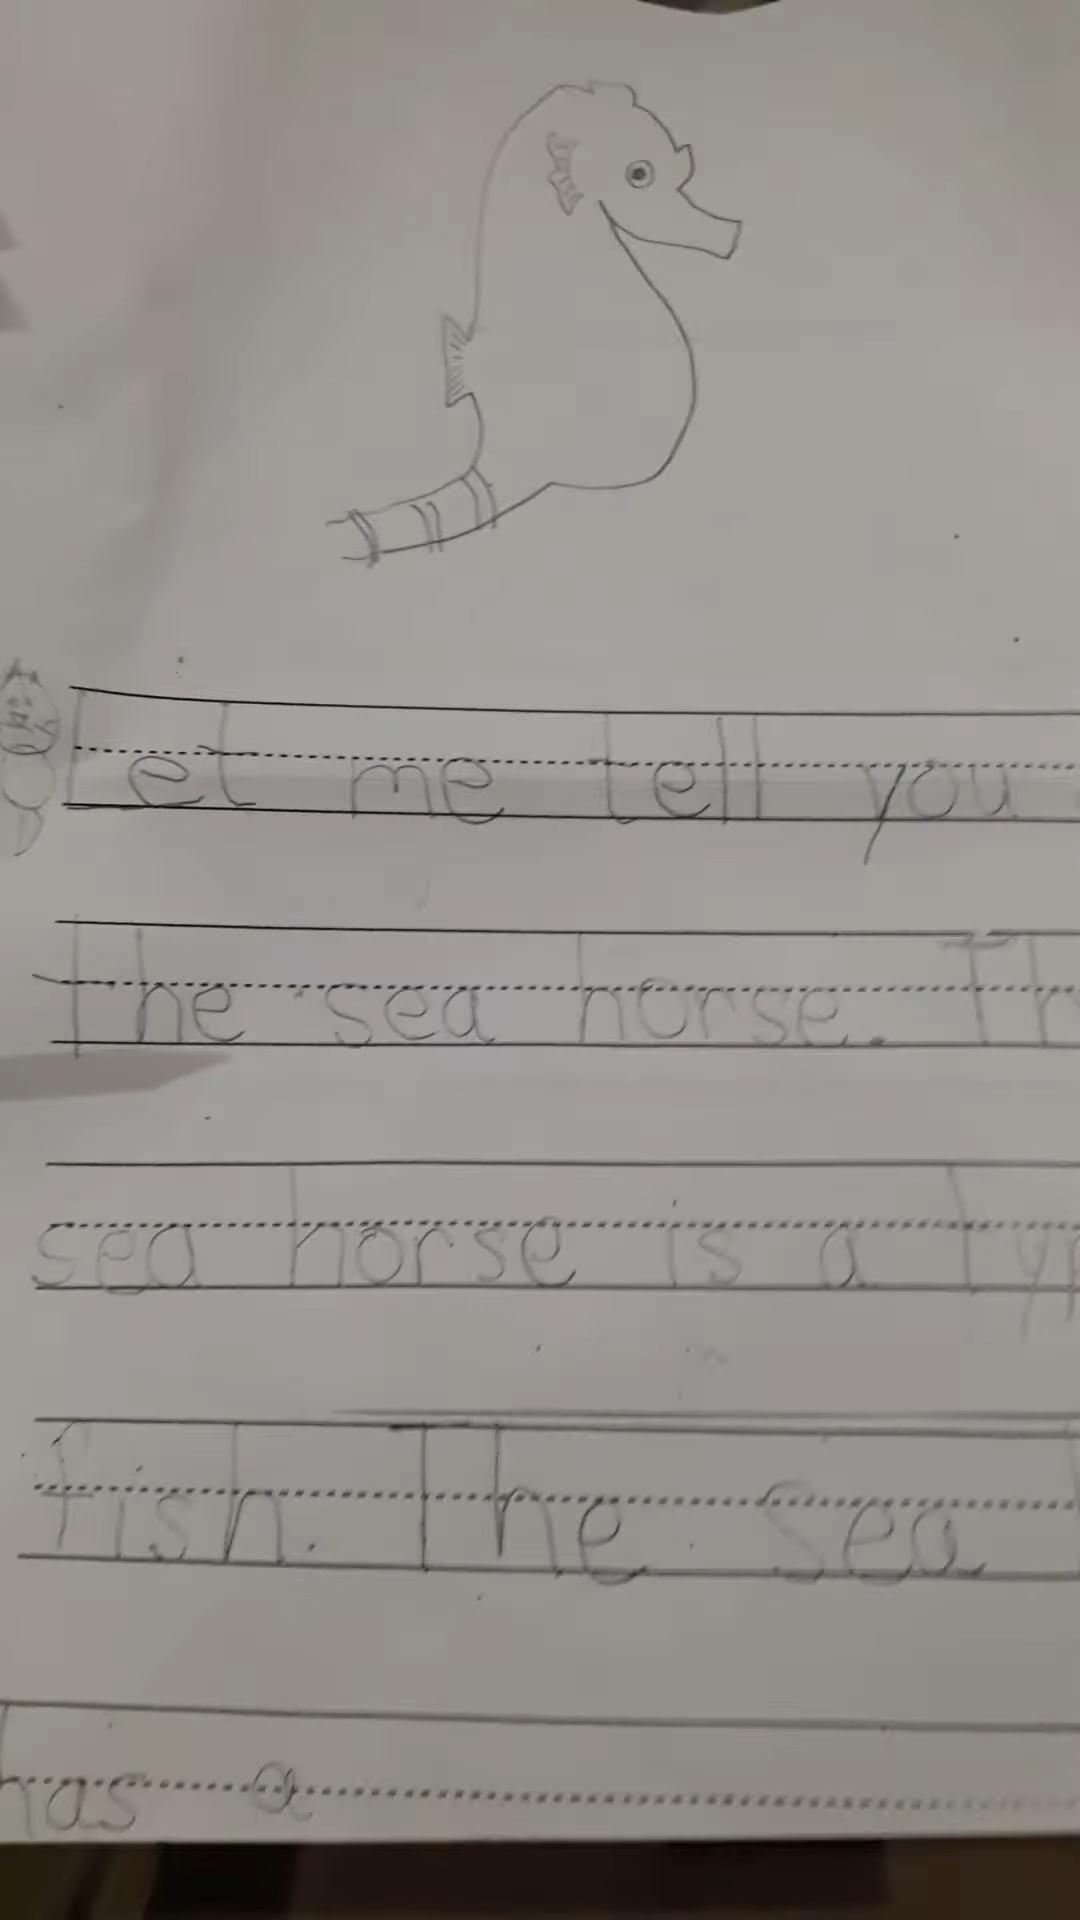 Let me tell you
the sea horse. Th
sea horse is a typ
fish. The sea
has a